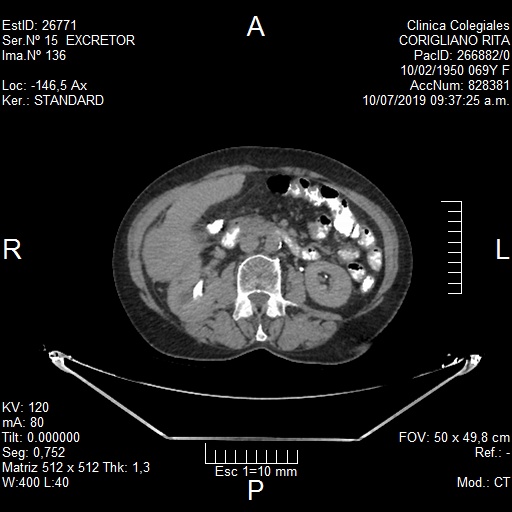 EstID: 26771
Ser.Nº 15 EXCRETOR
Ima.Nº 136
Loc: -146,5 Ax
Ker.: STANDARD
A
Clinica Colegiales
CORIGLIANO RITA
PacID: 266882/0
10/02/1950 069Y F
AccNum: 828381
10/07/2019 09:37:25 a.m.
R
L
KV: 120
mA: 80
Tilt: 0.000000
Seg: 0,752
Matriz 512 x 512 Thk: 1,3
W:400 L:40
Esc 1=10 mm
P
FOV: 50 x 49,8 cm
Ref.: -
Mod.: CT